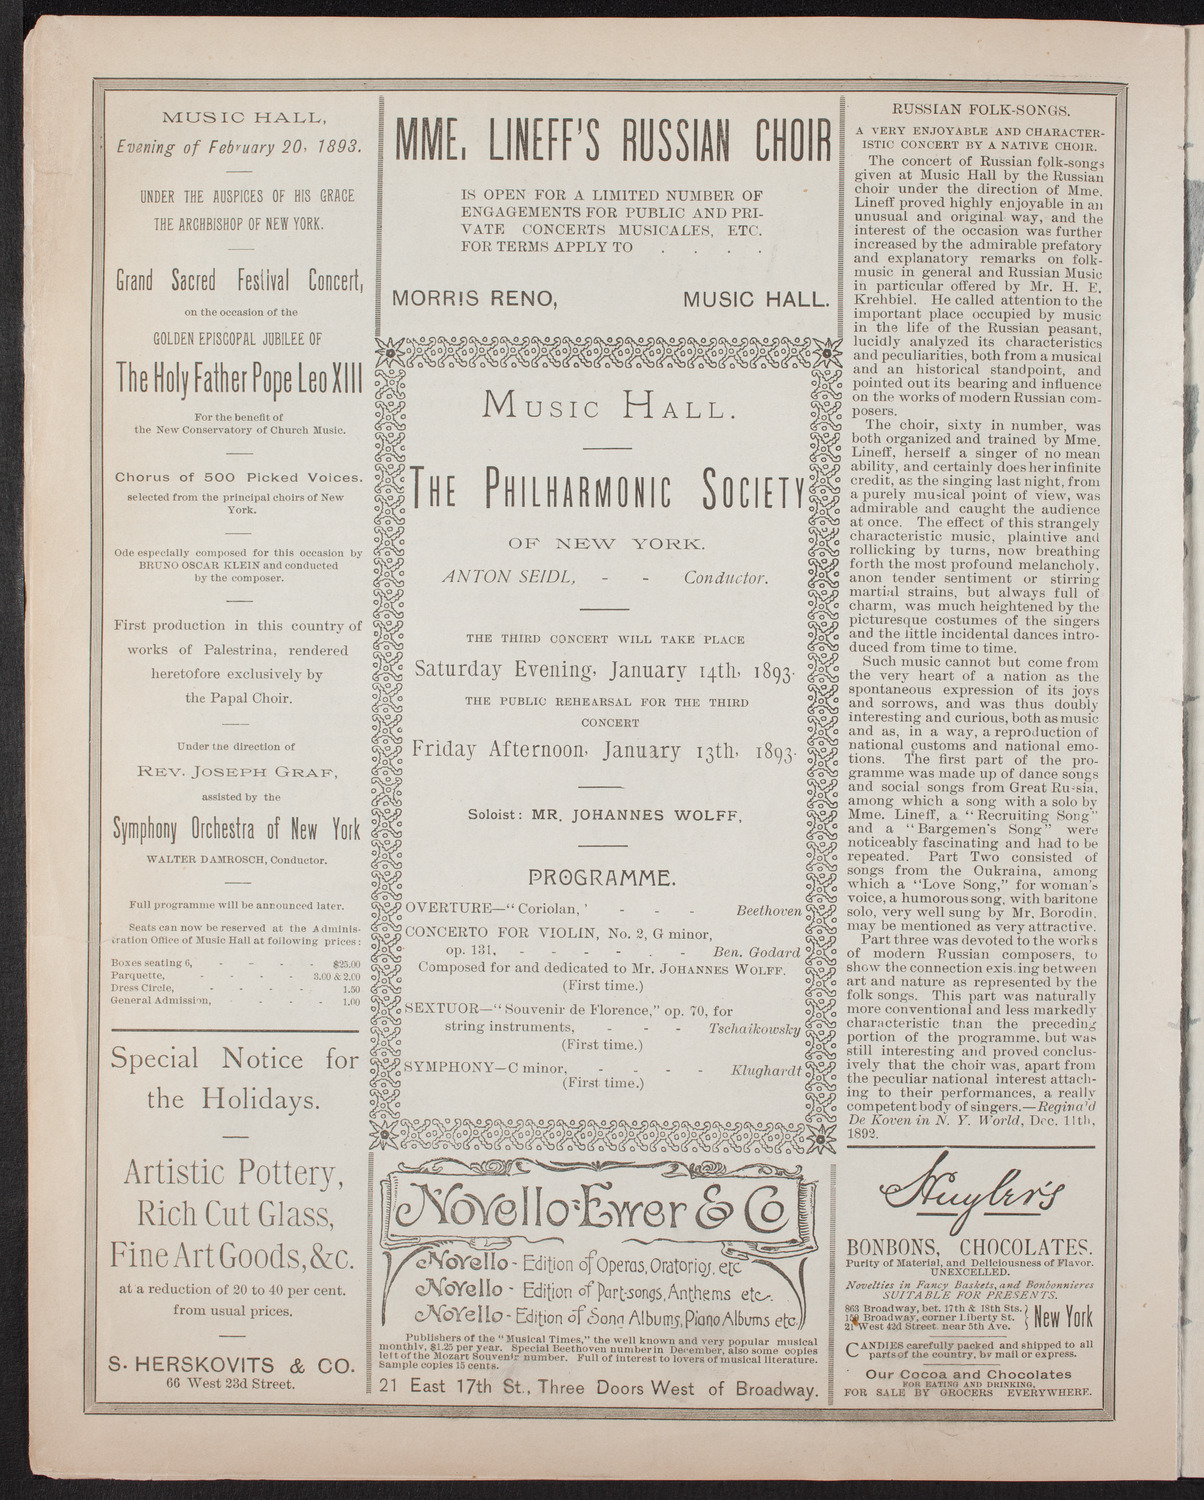 MUSIC HALL,
Evening of February 20, 1893.
UNDER THE AUSPICES OF HIS GRACE
THE ARCHBISHOP OF NEW YORK.
Grand Sacred Festival Concert,
on the occasion of the
GOLDEN EPISCOPAL JUBILEE OF
The Holy Father Pope Leo XIII
For the benefit of
the New Conservatory of Church Music.
Chorus of 500 Picked Voices.
selected from the principal choirs of New
York.
Ode especially composed for this occasion by
BRUNO OSCAR KLEIN and conducted
by the composer.
First production in this country of
works of Palestrina, rendered
heretofore exclusively by
the Papal Choir.
Under the direction of
REV. JOSEPH GRAF,
assisted by the
Symphony Orchestra of New York
WALTER DAMROSCH, Conductor.
Full programme will be announced later.
Seats can now be reserved at the Adminis-
tration Office of Music Hall at following prices:
Boxes seating 6, - - - - $25.00
Parquette, - - - - 3.00 & 2.00
Dress Circle, - - - - 1.50
General Admission, - - - 1.00
Special Notice for
the Holidays.
Artistic Pottery,
Rich Cut Glass,
Fine Art Goods, &c.
at a reduction of 20 to 40 per cent.
from usual prices.
S. HERSKOVITS & CO.
66 West 23d Street.
MME. LINEFF'S RUSSIAN CHOIR
IS OPEN FOR A LIMITED NUMBER OF
ENGAGEMENTS FOR PUBLIC AND PRI-
VATE CONCERTS MUSICALES, ETC.
FOR TERMS APPLY TO . . . .
MORRIS RENO, MUSIC HALL.
MUSIC HALL.
THE PHILHARMONIC SOCIETY
OF NEW YORK.
ANTON SEIDL, - - Conductor.
THE THIRD CONCERT WILL TAKE PLACE
Saturday Evening, January 14th, 1893.
THE PUBLIC REHEARSAL FOR THE THIRD
CONCERT
Friday Afternoon, January 13th, 1893.
Soloist: MR. JOHANNES WOLFF,
PROGRAMME.
OVERTURE—"Coriolan,' - - - Beethoven
CONCERTO FOR VIOLIN, No. 2, G minor,
op. 131, - - - - - . - Ben. Godard
Composed for and dedicated to Mr. JOHANNES WOLFF.
(First time.)
SEXTUOR—"Souvenir de Florence," op. 70, for
string instruments, - - - Tschaikowsky
(First time.)
SYMPHONY—C minor, - - - - Klughardt
(First time.)
Novello-Ewer & Co
Novello - Edition of Operas, Oratorios, etc
Novello - Edition of Part-songs, Anthems etc.
Novello - Edition of Song Albums, Piano Albums etc.
Publishers of the "Musical Times," the well known and very popular musical
monthly, $1.25 per year. Special Beethoven number in December, also some copies
left of the Mozart Souvenir number. Full of interest to lovers of musical literature.
Sample copies 15 cents.
21 East 17th St., Three Doors West of Broadway.
RUSSIAN FOLK-SONGS.
A VERY ENJOYABLE AND CHARACTER-
ISTIC CONCERT BY A NATIVE CHOIR.
The concert of Russian folk-songs
given at Music Hall by the Russian
choir under the direction of Mme.
Lineff proved highly enjoyable in an
unusual and original way, and the
interest of the occasion was further
increased by the admirable prefatory
and explanatory remarks on folk-
music in general and Russian Music
in particular offered by Mr. H. E.
Krehbiel. He called attention to the
important place occupied by music
in the life of the Russian peasant,
lucidly analyzed its characteristics
and peculiarities, both from a musical
and an historical standpoint, and
pointed out its bearing and influence
on the works of modern Russian com-
posers.
The choir, sixty in number, was
both organized and trained by Mme.
Lineff, herself a singer of no mean
ability, and certainly does her infinite
credit, as the singing last night, from
a purely musical point of view, was
admirable and caught the audience
at once. The effect of this strangely
characteristic music, plaintive and
rollicking by turns, now breathing
forth the most profound melancholy,
anon tender sentiment or stirring
martial strains, but always full of
charm, was much heightened by the
picturesque costumes of the singers
and the little incidental dances intro-
duced from time to time.
Such music cannot but come from
the very heart of a nation as the
spontaneous expression of its joys
and sorrows, and was thus doubly
interesting and curious, both as music
and as, in a way, a reproduction of
national customs and national emo-
tions. The first part of the pro-
gramme was made up of dance songs
and social songs from Great Russia,
among which a song with a solo by
Mme. Lineff, a "Recruiting Song"
and a "Bargemen's Song" were
noticeably fascinating and had to be
repeated. Part Two consisted of
songs from the Oukraina, among
which a "Love Song," for woman's
voice, a humorous song, with baritone
solo, very well sung by Mr. Borodin,
may be mentioned as very attractive.
Part three was devoted to the works
of modern Russian composers, to
show the connection existing between
art and nature as represented by the
folk songs. This part was naturally
more conventional and less markedly
characteristic than the preceding
portion of the programme, but was
still interesting and proved conclus-
ively that the choir was, apart from
the peculiar national interest attach-
ing to their performances, a really
competent body of singers.—Regina'd
De Koven in N. Y. World, Dec. 11th,
1892.
Huyler's
BONBONS, CHOCOLATES.
Purity of Material, and Deliciousness of Flavor.
UNEXCELLED.
Novelties in Fancy Baskets, and Bonbonnieres
SUITABLE FOR PRESENTS.
863 Broadway, bet. 17th & 18th Sts.
150 Broadway, corner Liberty St.
21 West 42d Street. near 5th Ave.
New York
CANDIES carefully packed and shipped to all
parts of the country, by mail or express.
Our Cocoa and Chocolates
FOR EATING AND DRINKING,
FOR SALE BY GROCERS EVERYWHERE.